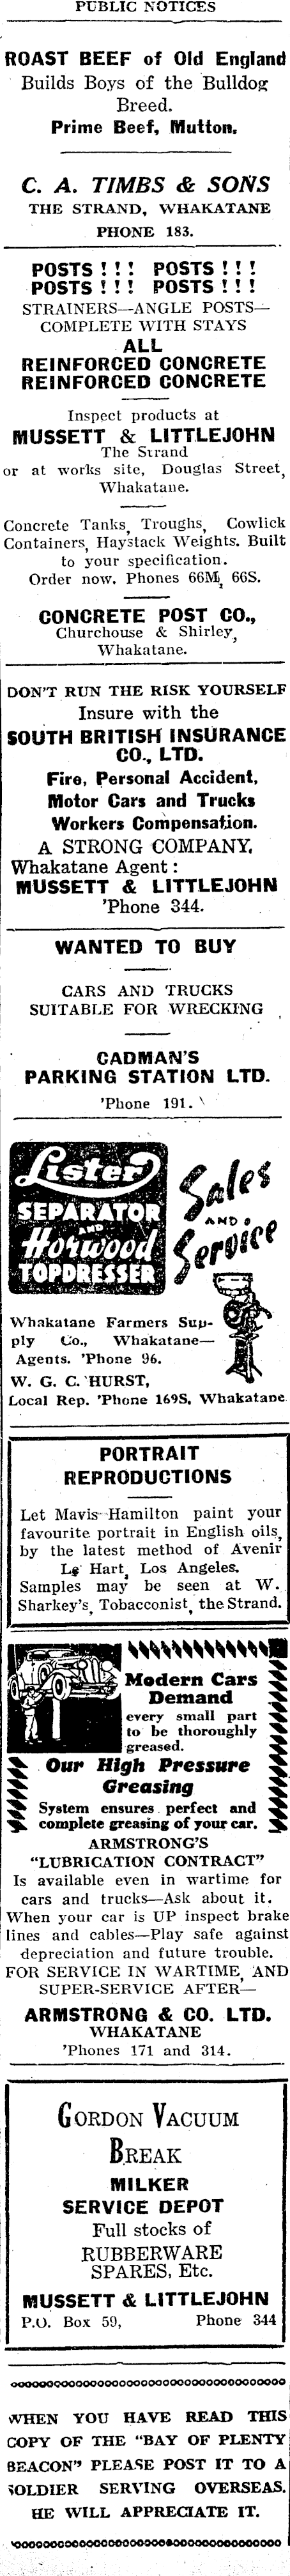 PUBLIC NOTICES
ROAST BEEF of Old England
Builds Boys of the Bulldog
Breed.
Prime Beef, Mutton.
C. A. TIMBS & SONS
THE STRAND, WHAKATANE
PHONE 183.
POSTS ! ! ! POSTS ! ! !
POSTS ! ! ! POSTS ! ! !
STRAINERS—ANGLE POSTS—
COMPLETE WITH STAYS
ALL
REINFORCED CONCRETE
REINFORCED CONCRETE
Inspect products at
MUSSETT & LITTLEJOHN
The Strand
or at works site, Douglas Street,
Whakatane.
Concrete Tanks, Troughs, Cowlick
Containers, Haystack Weights. Built
to your specification.
Order now. Phones 66M, 66S.
CONCRETE POST CO.,
Churchouse & Shirley,
Whakatane.
DON'T RUN THE RISK YOURSELF
Insure with the
SOUTH BRITISH INSURANCE
CO., LTD.
Fire, Personal Accident,
Motor Cars and Trucks
Workers Compensation.
A STRONG COMPANY.
Whakatane Agent :
MUSSETT & LITTLEJOHN
'Phone 344.
WANTED TO BUY
CARS AND TRUCKS
SUITABLE FOR WRECKING
CADMAN'S
PARKING STATION LTD.
'Phone 191.
Lister
SEPARATOR
AND
Horwood
TOPDRESSER
Sales
AND
Service
Whakatane Farmers Sup-
ply Co., Whakatane—
Agents. 'Phone 96.
W. G. C. HURST,
Local Rep. 'Phone 169S, Whakatane
PORTRAIT
REPRODUCTIONS
Let Mavis Hamilton paint your
favourite portrait in English oils,
by the latest method of Avenir
Le Hart, Los Angeles.
Samples may be seen at W.
Sharkey's, Tobacconist, the Strand.
Modern Cars
Demand
every small part
to be thoroughly
greased.
Our High Pressure
Greasing
System ensures perfect and
complete greasing of your car.
ARMSTRONG'S
"LUBRICATION CONTRACT"
Is available even in wartime for
cars and trucks—Ask about it.
When your car is UP inspect brake
lines and cables—Play safe against
depreciation and future trouble.
FOR SERVICE IN WARTIME, AND
SUPER-SERVICE AFTER—
ARMSTRONG & CO. LTD.
WHAKATANE
'Phones 171 and 314.
GORDON VACUUM
BREAK
MILKER
SERVICE DEPOT
Full stocks of
RUBBERWARE
SPARES, Etc.
MUSSETT & LITTLEJOHN
P.O. Box 59, Phone 344
WHEN YOU HAVE READ THIS
COPY OF THE "BAY OF PLENTY
BEACON" PLEASE POST IT TO A
SOLDIER SERVING OVERSEAS.
HE WILL APPRECIATE IT.